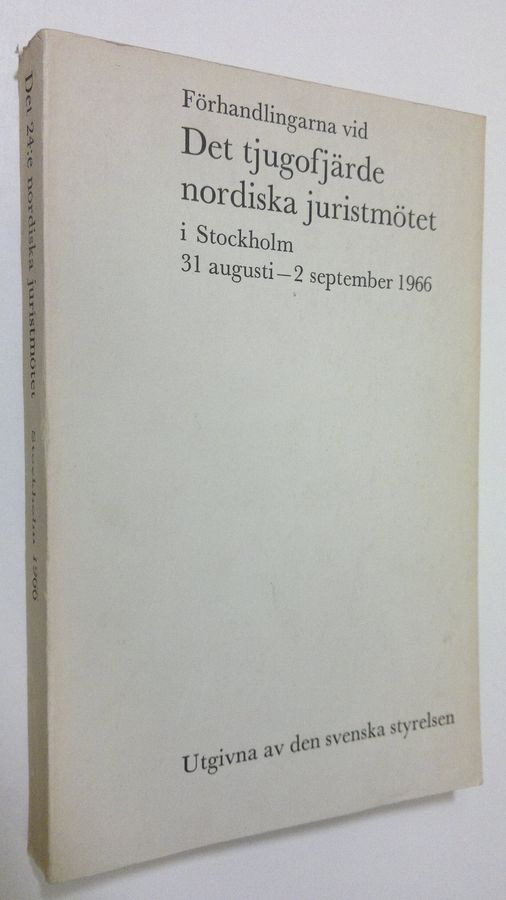 Förhandlingarna vid
Det tjugofjärde
nordiska juristmötet
i Stockholm
31 augusti–2 september 1966
Utgivna av den svenska styrelsen
Det 24:e nordiska juristmötet Stockholm 1966